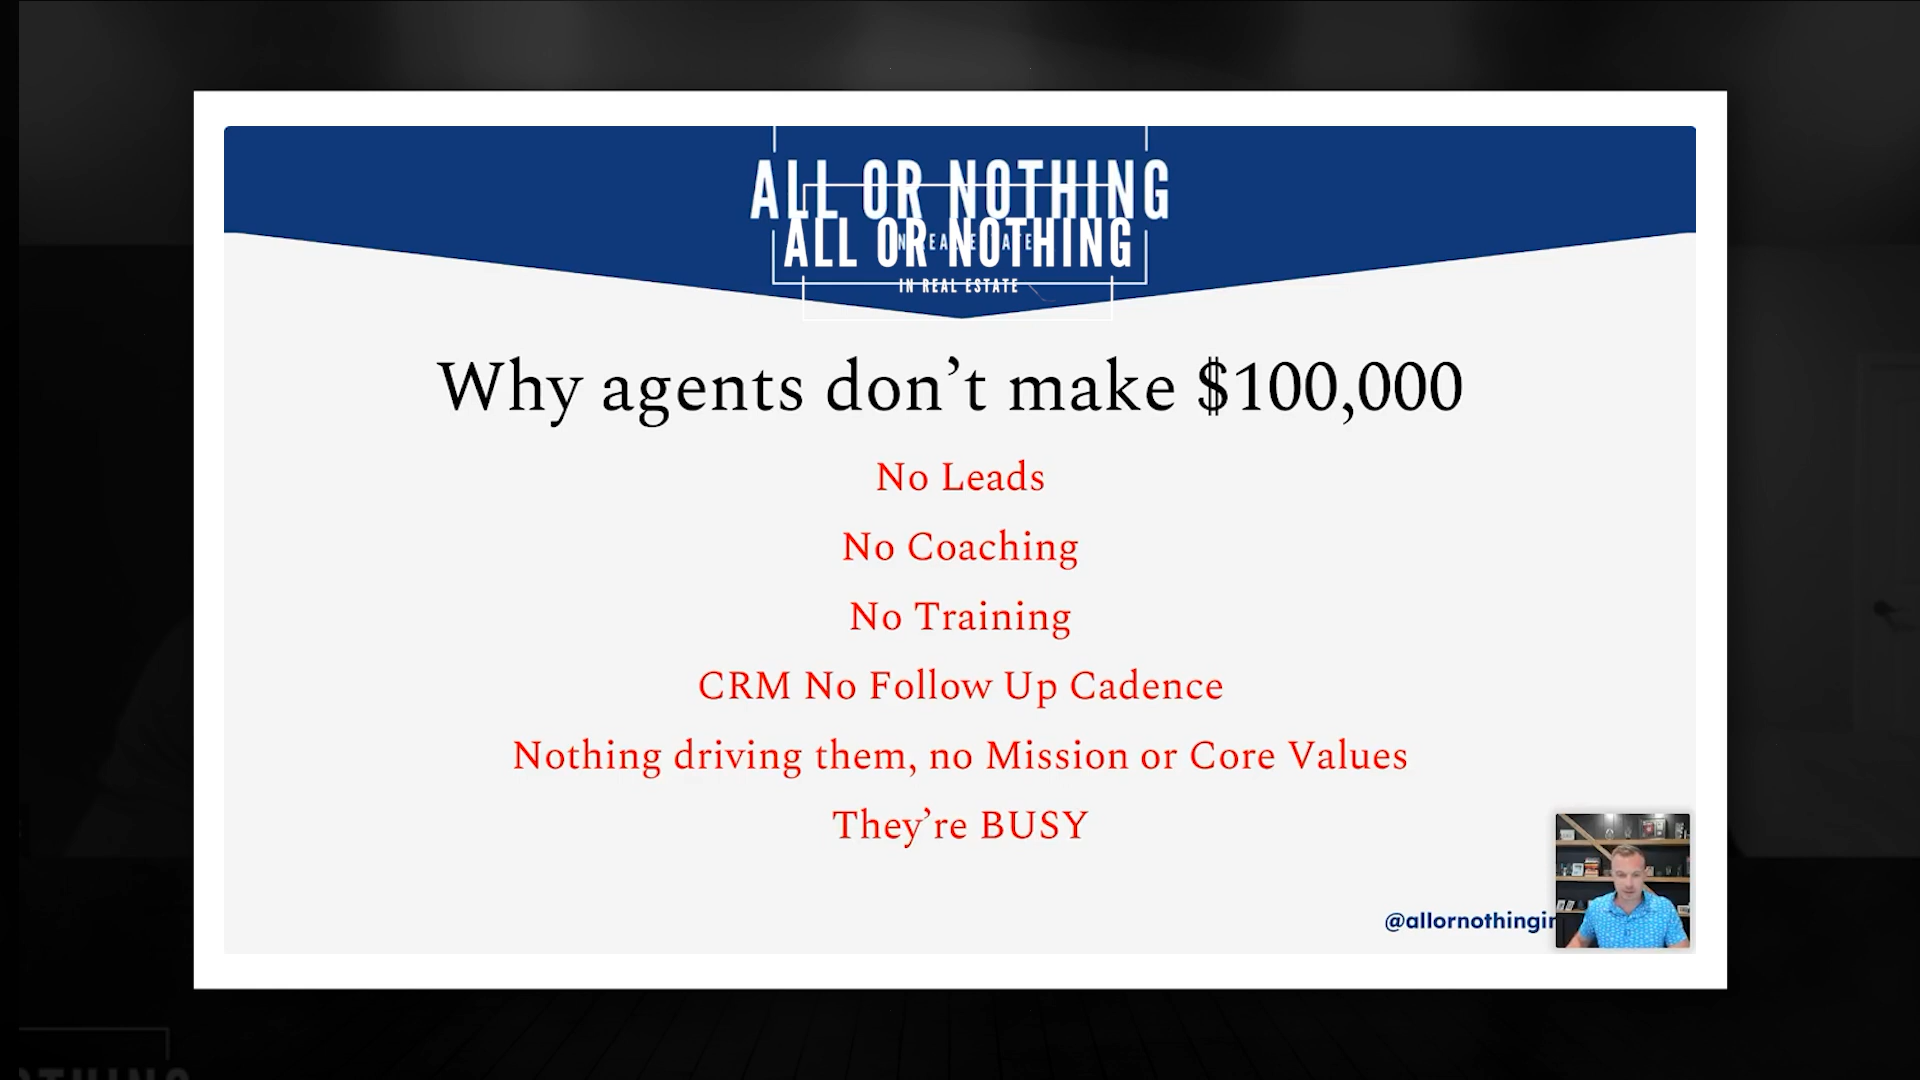 ALL OR NOTHING
ALL OR NOTHING
IN REAL ESTATE
Why agents don’t make $100,000
No Leads
No Coaching
No Training
CRM No Follow Up Cadence
Nothing driving them, no Mission or Core Values
They’re BUSY
@allornothingin